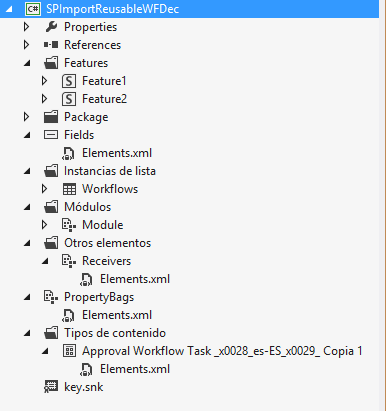 C# SPImportReusableWFDec
Properties
References
Features
S Feature1
S Feature2
Package
Fields
Elements.xml
Instancias de lista
Workflows
Módulos
Module
Otros elementos
Receivers
Elements.xml
PropertyBags
Elements.xml
Tipos de contenido
Approval Workflow Task _x0028_es-ES_x0029_ Copia 1
Elements.xml
key.snk